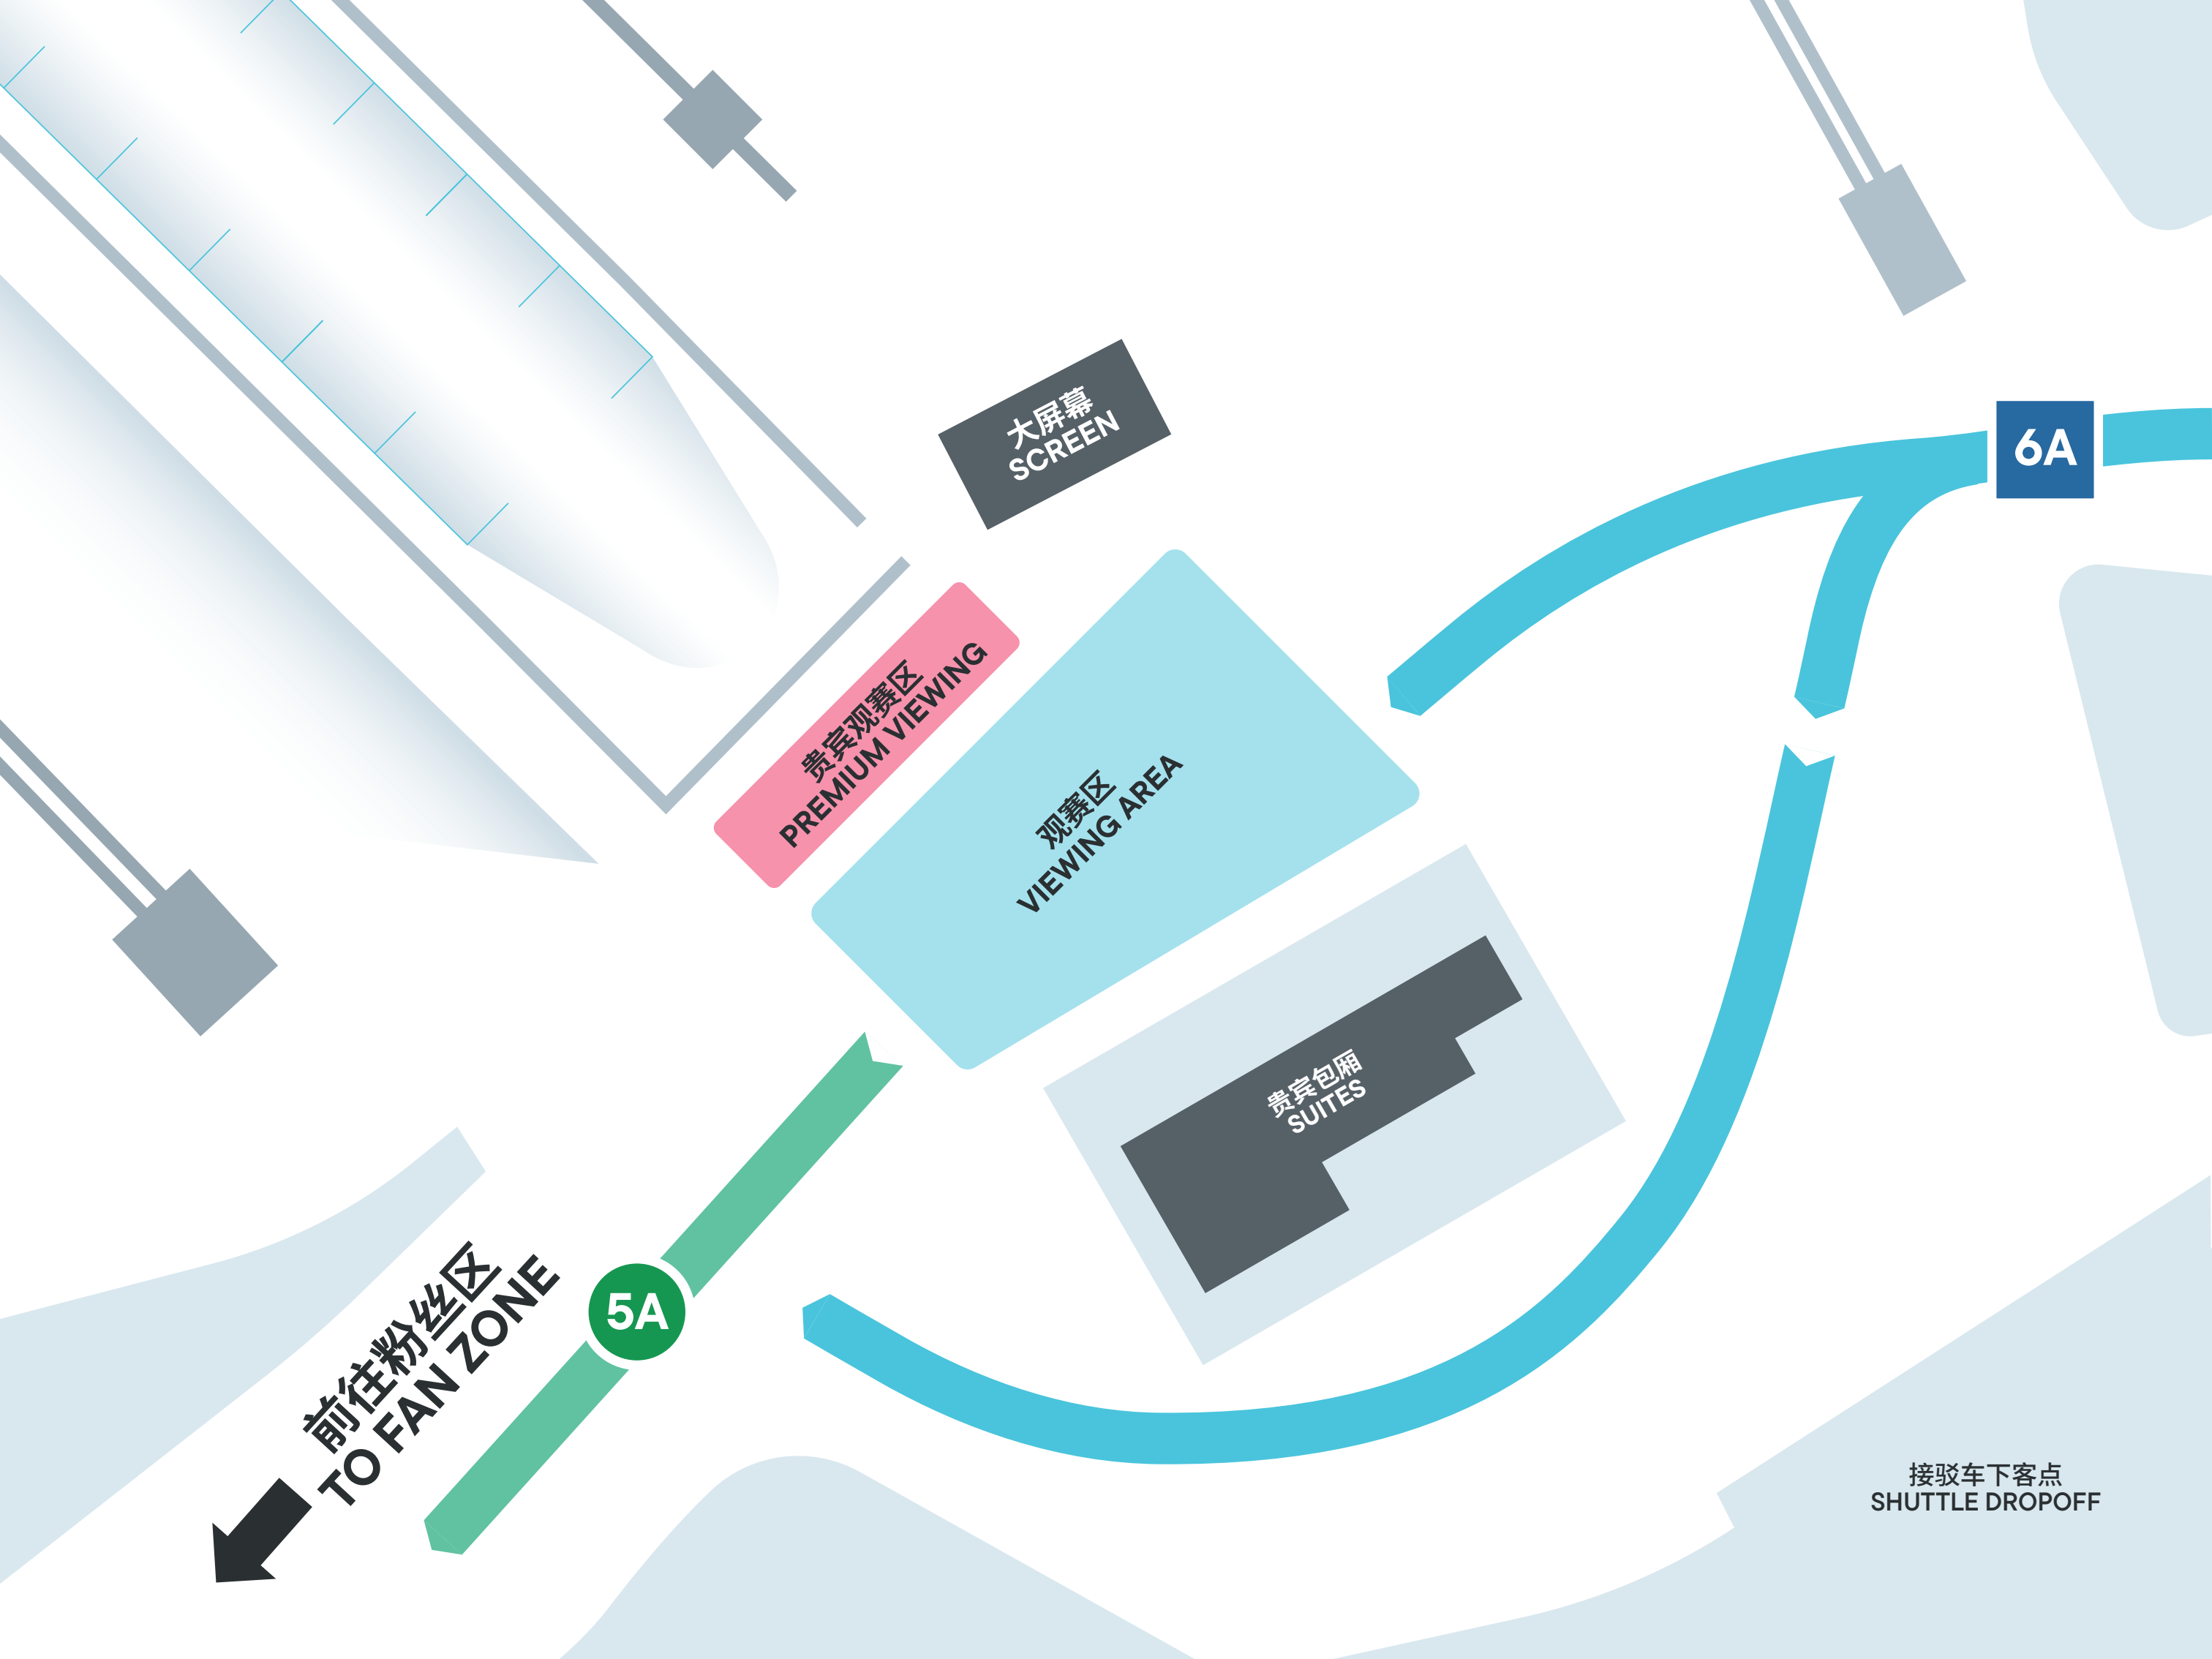 大屏幕
SCREEN
6A
贵宾观赛区
PREMIUM VIEWING
观赛区
VIEWING AREA
贵宾包厢
SUITES
5A
前往粉丝区
TO FAN ZONE
接驳车下客点
SHUTTLE DROPOFF